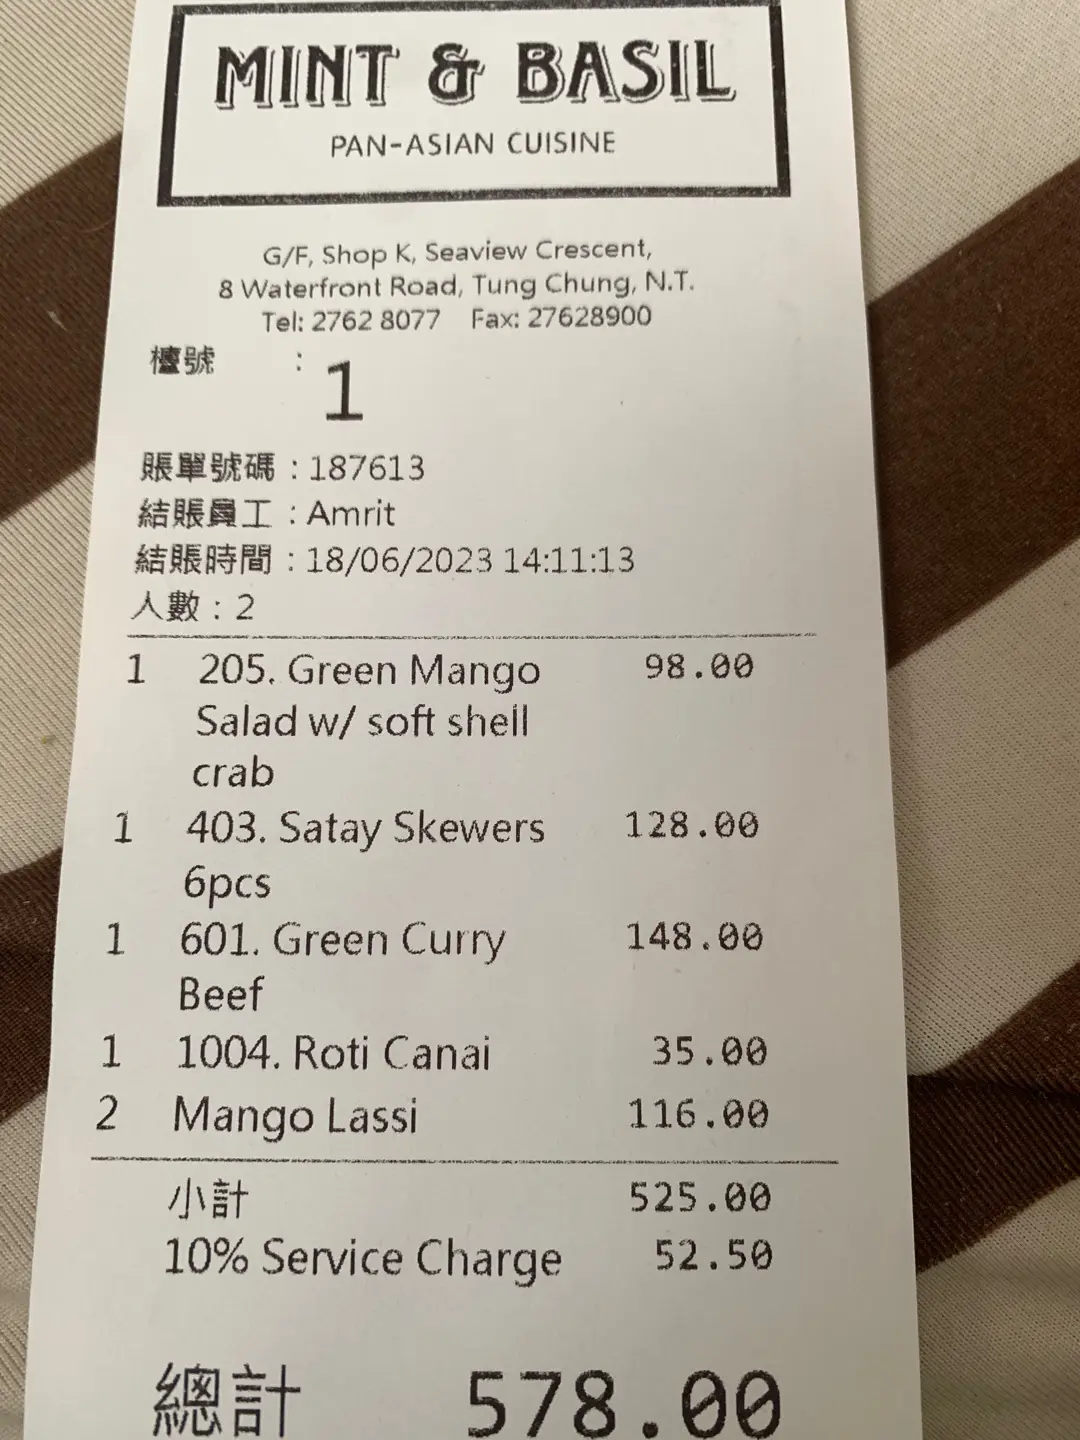 MINT & BASIL
PAN-ASIAN CUISINE
G/F, Shop K, Seaview Crescent,
8 Waterfront Road, Tung Chung, N.T.
Tel: 2762 8077 Fax: 27628900
檯號 : 1
賬單號碼 : 187613
結賬員工 : Amrit
結賬時間 : 18/06/2023 14:11:13
人數 : 2
1 205. Green Mango 98.00
Salad w/ soft shell
crab
1 403. Satay Skewers 128.00
6pcs
1 601. Green Curry 148.00
Beef
1 1004. Roti Canai 35.00
2 Mango Lassi 116.00
小計 525.00
10% Service Charge 52.50
總計 578.00